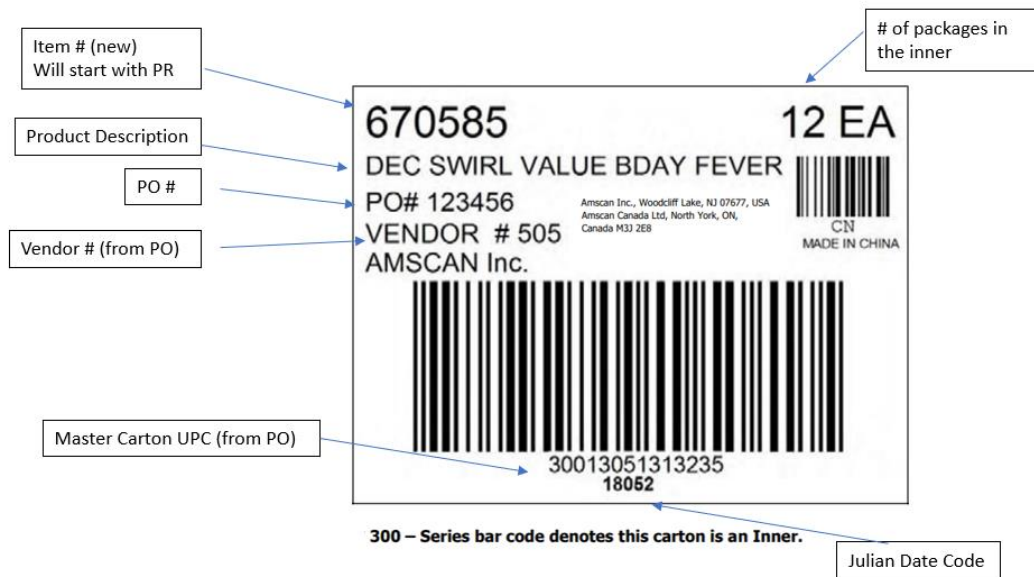 Item # (new)
Will start with PR
# of packages in
the inner
Product Description
PO #
Vendor # (from PO)
670585
12 EA
DEC SWIRL VALUE BDAY FEVER
PO# 123456
Amscan Inc., Woodcliff Lake, NJ 07677, USA
Amscan Canada Ltd, North York, ON,
Canada M3J 2E8
VENDOR # 505
CN
MADE IN CHINA
AMSCAN Inc.
Master Carton UPC (from PO)
30013051313235
18052
300 – Series bar code denotes this carton is an Inner.
Julian Date Code